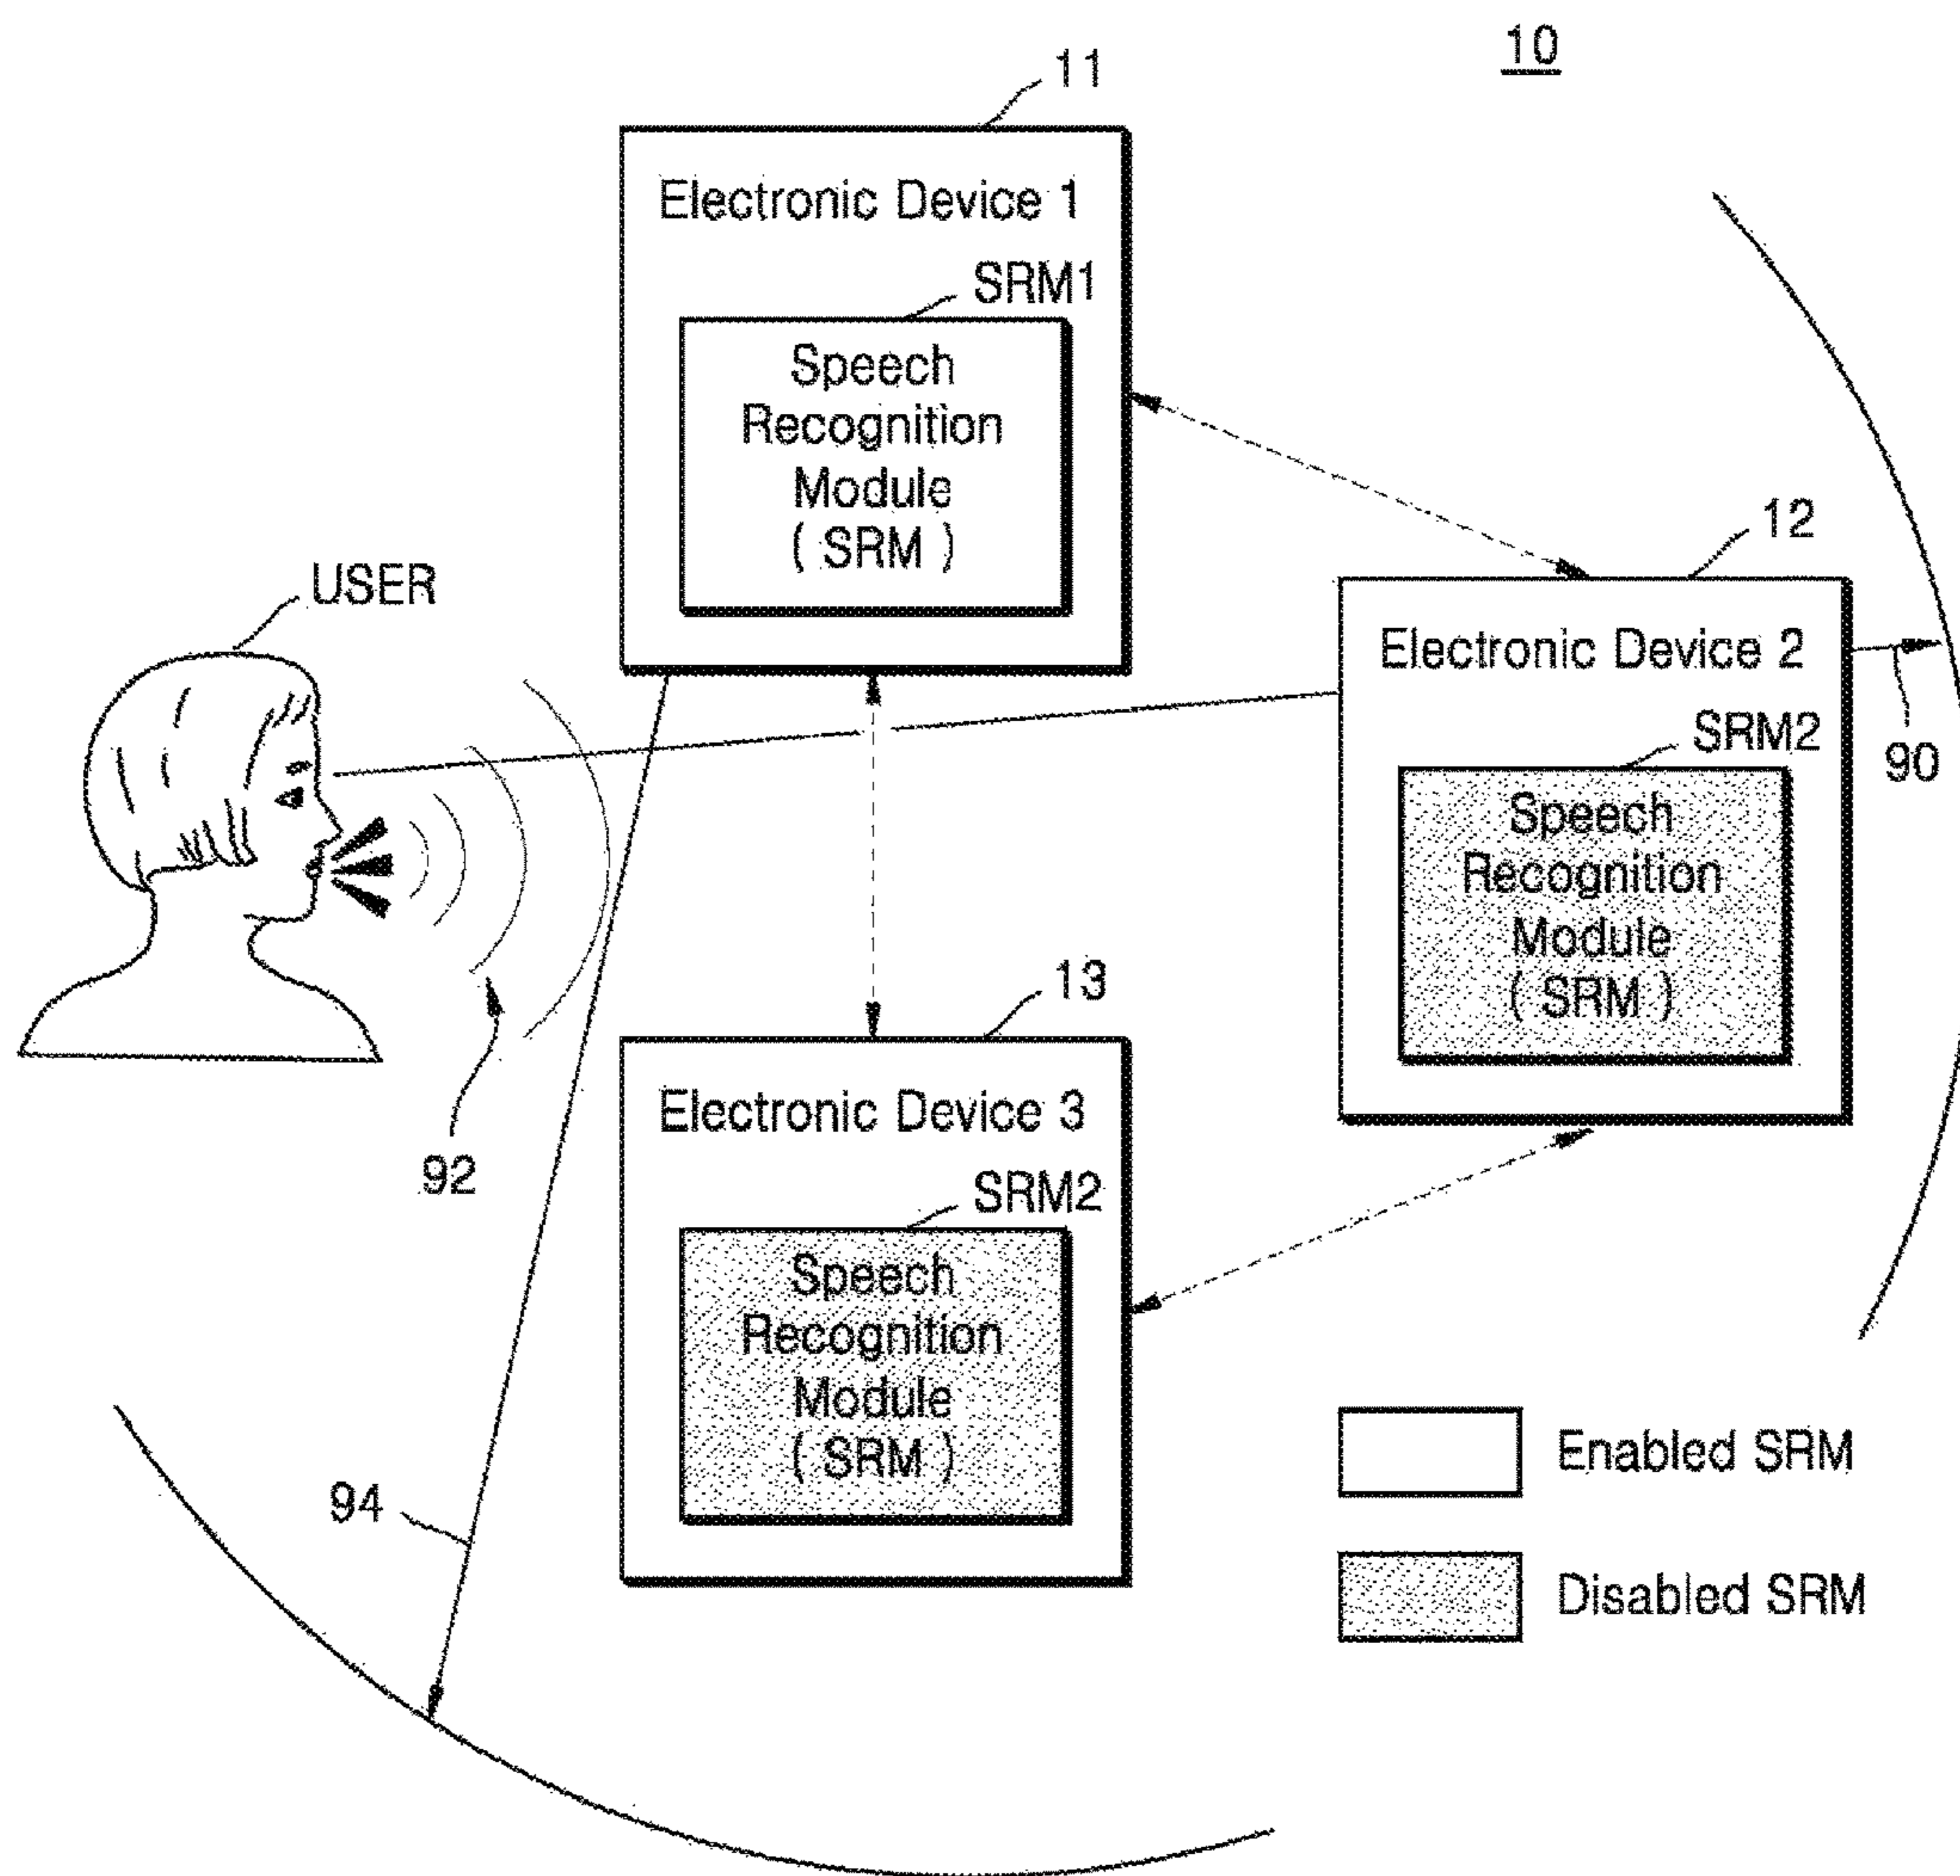 10
11
Electronic Device 1
SRM1
Speech
Recognition
Module
( SRM )
USER
12
Electronic Device 2
90
SRM2
Speech
Recognition
Module
( SRM )
92
13
Electronic Device 3
SRM2
Speech
Recognition
Module
( SRM )
94
Enabled SRM
Disabled SRM